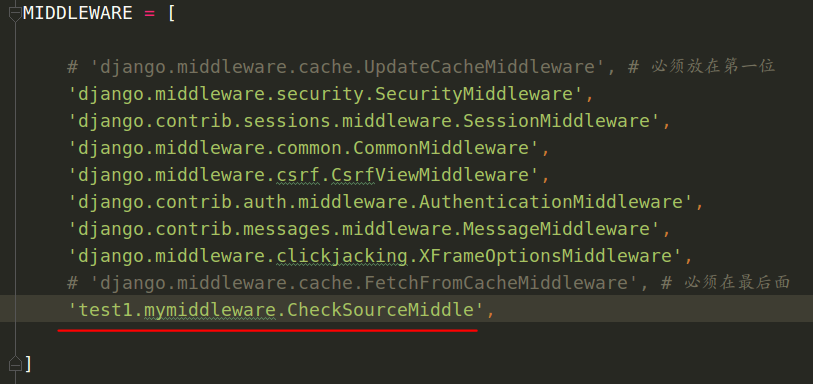 MIDDLEWARE = [
# 'django.middleware.cache.UpdateCacheMiddleware', # 必须放在第一位
'django.middleware.security.SecurityMiddleware',
'django.contrib.sessions.middleware.SessionMiddleware',
'django.middleware.common.CommonMiddleware',
'django.middleware.csrf.CsrfViewMiddleware',
'django.contrib.auth.middleware.AuthenticationMiddleware',
'django.contrib.messages.middleware.MessageMiddleware',
'django.middleware.clickjacking.XFrameOptionsMiddleware',
# 'django.middleware.cache.FetchFromCacheMiddleware', # 必须在最后面
'test1.mymiddleware.CheckSourceMiddle',
]